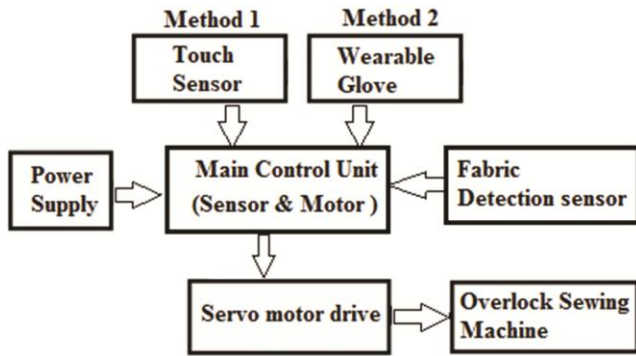 Method 1
Method 2
Touch
Sensor
Wearable
Glove
Power
Supply
Main Control Unit
(Sensor & Motor )
Fabric
Detection sensor
Servo motor drive
Overlock Sewing
Machine